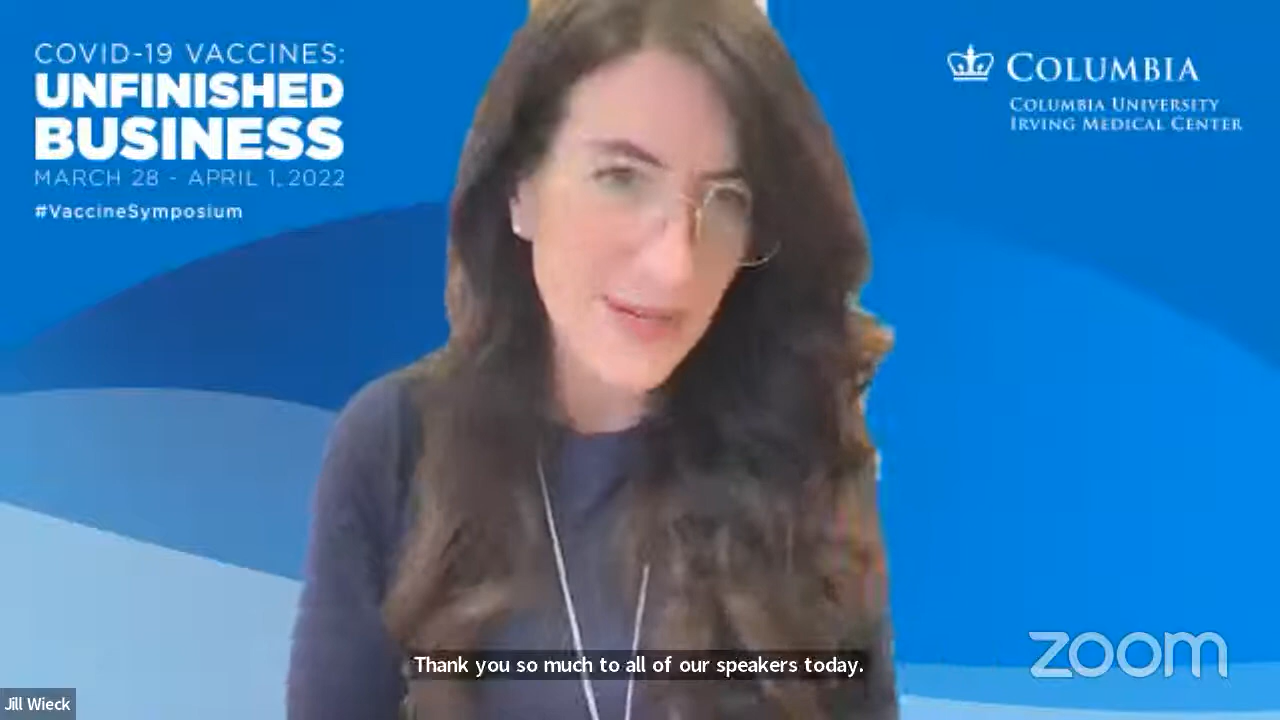 COVID-19 VACCINES:
UNFINISHED
BUSINESS
MARCH 28 - APRIL 1, 2022
#VaccineSymposium
COLUMBIA
COLUMBIA UNIVERSITY
IRVING MEDICAL CENTER
Thank you so much to all of our speakers today.
zoom
Jill Wieck